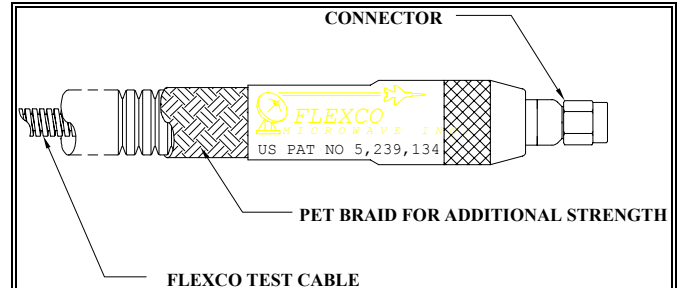 CONNECTOR
FLEXCO
MICROWAVE INC
US PAT NO 5,239,134
PET BRAID FOR ADDITIONAL STRENGTH
FLEXCO TEST CABLE